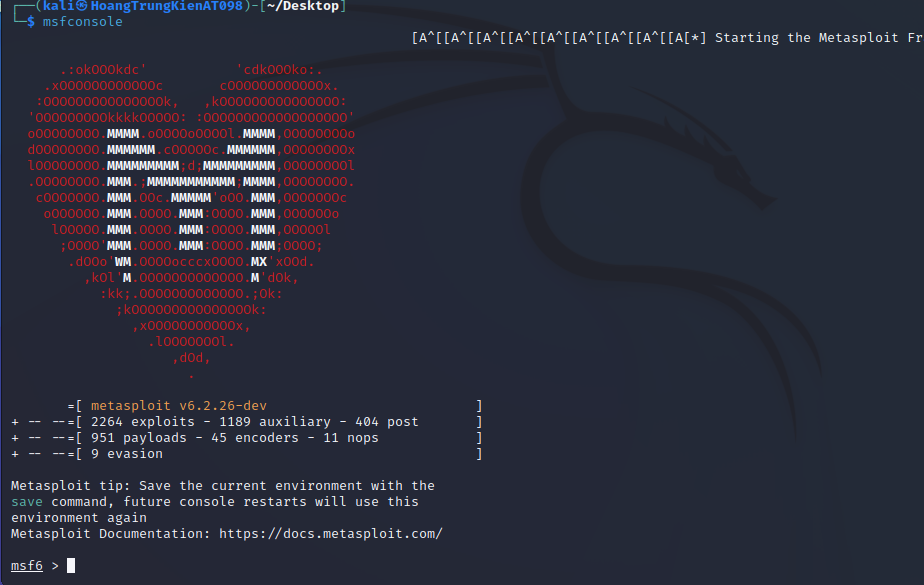 ┌──(kali㉿HoangTrungKienAT098)-[~/Desktop]
└─$ msfconsole
[A^[[A^[[A^[[A^[[A^[[A^[[A^[[A^[[A[*] Starting the Metasploit Fr
.:okOOOkdc' 'cdkOOOko:.
.xOOOOOOOOOOOOc cOOOOOOOOOOOOx.
:OOOOOOOOOOOOOOOk, ,kOOOOOOOOOOOOOOO:
'OOOOOOOOOkkkkOOOOO: :OOOOOOOOOOOOOOOOOO'
oOOOOOOOO.MMMM.oOOOOoOOOOl.MMMM,OOOOOOOOo
dOOOOOOOO.MMMMMM.cOOOOOc.MMMMMM,OOOOOOOOx
lOOOOOOOO.MMMMMMMMM;d;MMMMMMMMM,OOOOOOOOl
.OOOOOOOO.MMM.;MMMMMMMMMMM;MMMM,OOOOOOOO.
cOOOOOOO.MMM.OOc.MMMMM'oOO.MMM,OOOOOOOc
oOOOOOO.MMM.OOOO.MMM:OOOO.MMM,OOOOOOo
lOOOOO.MMM.OOOO.MMM:OOOO.MMM,OOOOOl
;OOOO'MMM.OOOO.MMM:OOOO.MMM;OOOO;
.dOOo'WM.OOOOocccxOOOO.MX'xOOd.
,kOl'M.OOOOOOOOOOOOO.M'dOk,
:kk;.OOOOOOOOOOOOO.;Ok:
;kOOOOOOOOOOOOOOOk:
,xOOOOOOOOOOOx,
.lOOOOOOOl.
,dOd,
.
=[ metasploit v6.2.26-dev ]
+ -- --=[ 2264 exploits - 1189 auxiliary - 404 post ]
+ -- --=[ 951 payloads - 45 encoders - 11 nops ]
+ -- --=[ 9 evasion ]
Metasploit tip: Save the current environment with the
save command, future console restarts will use this
environment again
Metasploit Documentation: https://docs.metasploit.com/
msf6 >